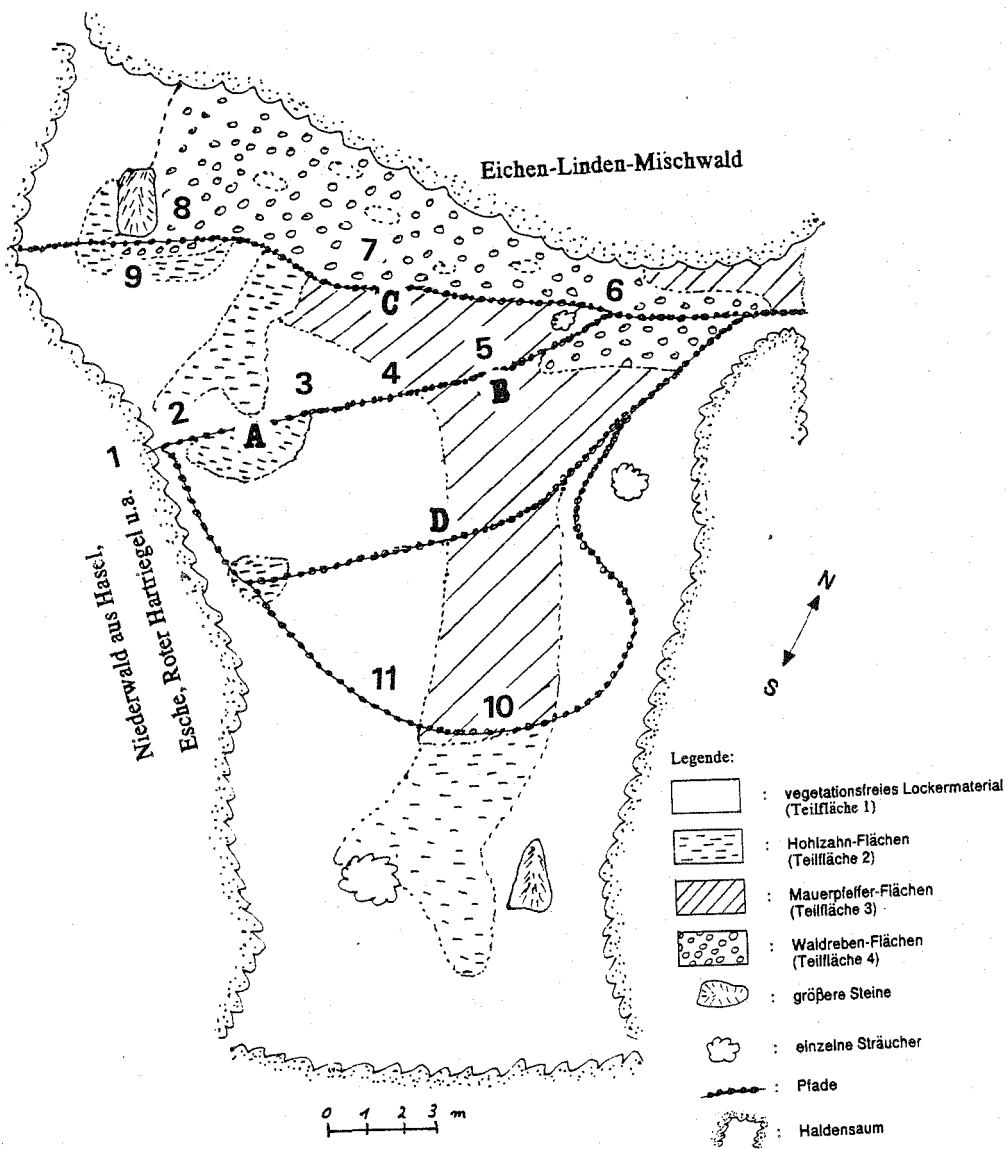 Eichen-Linden-Mischwald
8
7
9
6
C
5
4
B
3
2
A
1
D
Niederwald aus Hasel,
Esche, Roter Hartriegel u.a.
N
S
11
10
Legende:
: vegetationsfreies Lockermaterial
(Teilfläche 1)
: Hohlzahn-Flächen
(Teilfläche 2)
: Mauerpfeffer-Flächen
(Teilfläche 3)
: Waldreben-Flächen
(Teilfläche 4)
: größere Steine
: einzelne Sträucher
: Pfade
: Haldensaum
0 1 2 3 m